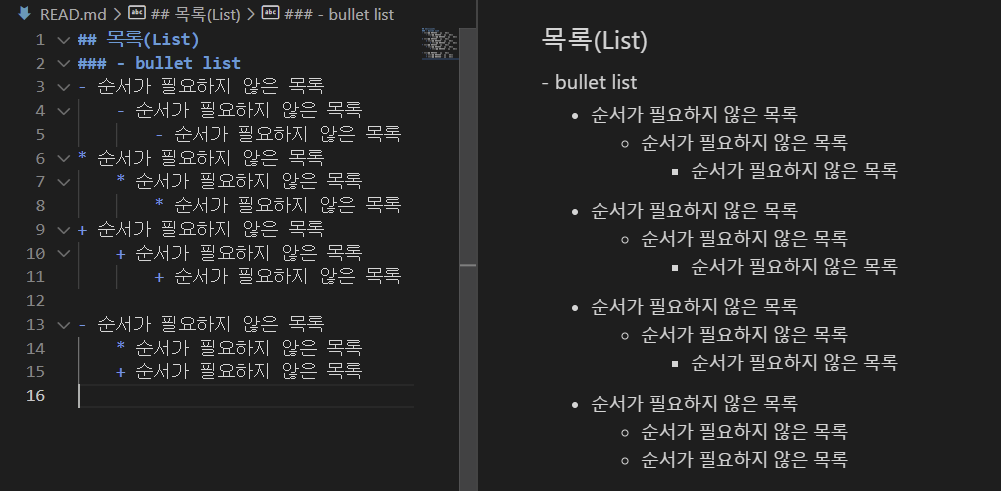 READ.md > ## 목록(List) > ### - bullet list
1 ## 목록(List)
2 ### - bullet list
3 - 순서가 필요하지 않은 목록
4 - 순서가 필요하지 않은 목록
5 - 순서가 필요하지 않은 목록
6 * 순서가 필요하지 않은 목록
7 * 순서가 필요하지 않은 목록
8 * 순서가 필요하지 않은 목록
9 + 순서가 필요하지 않은 목록
10 + 순서가 필요하지 않은 목록
11 + 순서가 필요하지 않은 목록
12
13 - 순서가 필요하지 않은 목록
14 * 순서가 필요하지 않은 목록
15 + 순서가 필요하지 않은 목록
16
목록(List)
- bullet list
• 순서가 필요하지 않은 목록
◦ 순서가 필요하지 않은 목록
▪ 순서가 필요하지 않은 목록
• 순서가 필요하지 않은 목록
◦ 순서가 필요하지 않은 목록
▪ 순서가 필요하지 않은 목록
• 순서가 필요하지 않은 목록
◦ 순서가 필요하지 않은 목록
▪ 순서가 필요하지 않은 목록
• 순서가 필요하지 않은 목록
◦ 순서가 필요하지 않은 목록
◦ 순서가 필요하지 않은 목록